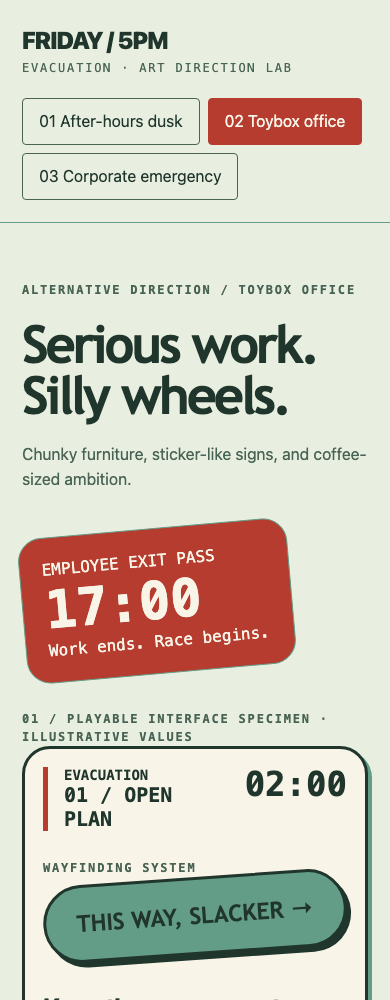 FRIDAY / 5PM
EVACUATION · ART DIRECTION LAB
01 After-hours dusk
02 Toybox office
03 Corporate emergency
ALTERNATIVE DIRECTION / TOYBOX OFFICE
Serious work.
Silly wheels.
Chunky furniture, sticker-like signs, and coffee-
sized ambition.
EMPLOYEE EXIT PASS
17:00
Work ends. Race begins.
01 / PLAYABLE INTERFACE SPECIMEN ·
ILLUSTRATIVE VALUES
EVACUATION
01 / OPEN
PLAN
02:00
WAYFINDING SYSTEM
THIS WAY, SLACKER →